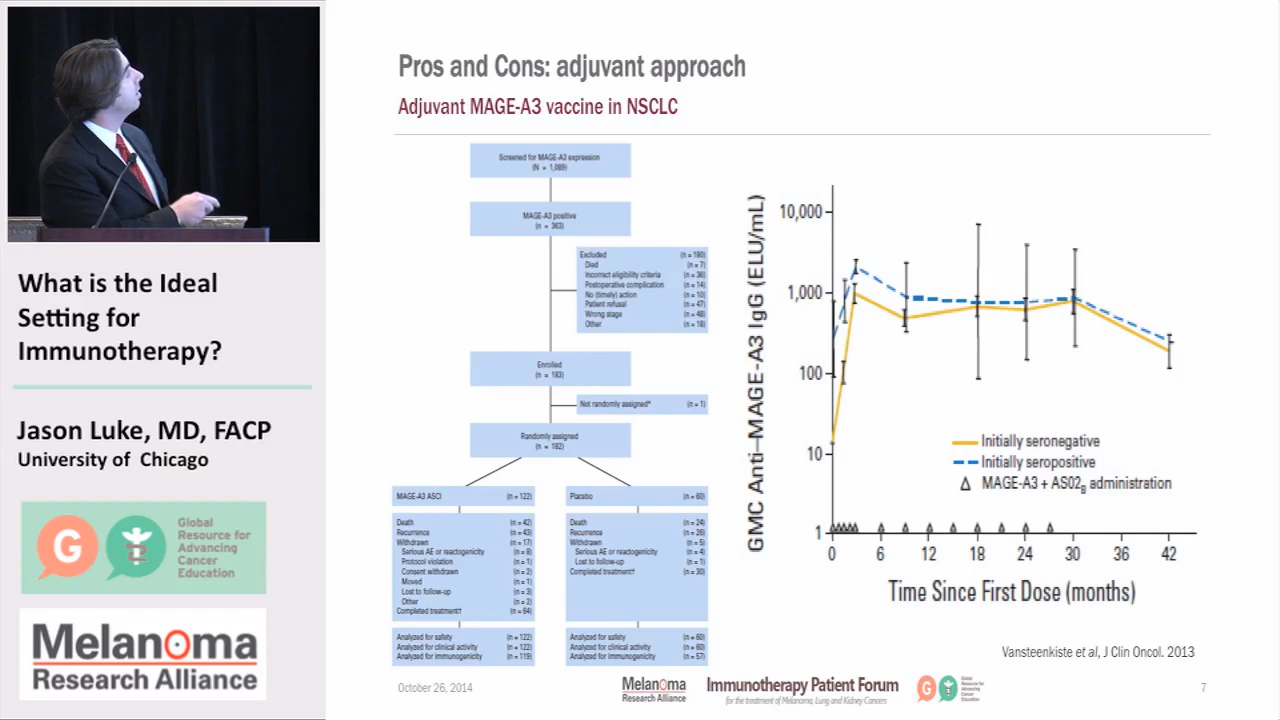 Pros and Cons: adjuvant approach
Adjuvant MAGE-A3 vaccine in NSCLC
What is the Ideal
Setting for
Immunotherapy?
Jason Luke, MD, FACP
University of Chicago
G
Global
Resource for
Advancing
Cancer
Education
Melanoma
Research Alliance
Screened for MAGE-A3 expression
(N = 1,089)
MAGE-A3 positive
(n = 363)
Excluded (n = 180)
Died (n = 7)
Incorrect eligibility criteria (n = 36)
Postoperative complication (n = 14)
No (timely) action (n = 10)
Patient refusal (n = 47)
Wrong stage (n = 48)
Other (n = 18)
Enrolled
(n = 183)
Not randomly assigned* (n = 1)
Randomly assigned
(n = 182)
MAGE-A3 ASCI (n = 122)
Death (n = 42)
Recurrence (n = 43)
Withdrawn (n = 17)
Serious AE or reactogenicity (n = 8)
Protocol violation (n = 1)
Consent withdrawn (n = 2)
Moved (n = 1)
Lost to follow-up (n = 3)
Other (n = 2)
Completed treatment† (n = 64)
Analyzed for safety (n = 122)
Analyzed for clinical activity (n = 122)
Analyzed for immunogenicity (n = 119)
Placebo (n = 60)
Death (n = 24)
Recurrence (n = 26)
Withdrawn (n = 5)
Serious AE or reactogenicity (n = 4)
Lost to follow-up (n = 1)
Completed treatment† (n = 30)
Analyzed for safety (n = 60)
Analyzed for clinical activity (n = 60)
Analyzed for immunogenicity (n = 57)
GMC Anti–MAGE-A3 IgG (ELU/mL)
10,000
1,000
100
10
1
Initially seronegative
Initially seropositive
MAGE-A3 + AS02B administration
0 6 12 18 24 30 36 42
Time Since First Dose (months)
Vansteenkiste et al, J Clin Oncol. 2013
October 26, 2014
Melanoma
Research Alliance
Immunotherapy Patient Forum
for the treatment of Melanoma, Lung and Kidney Cancers
G
Global
Resource for
Advancing
Cancer
Education
7